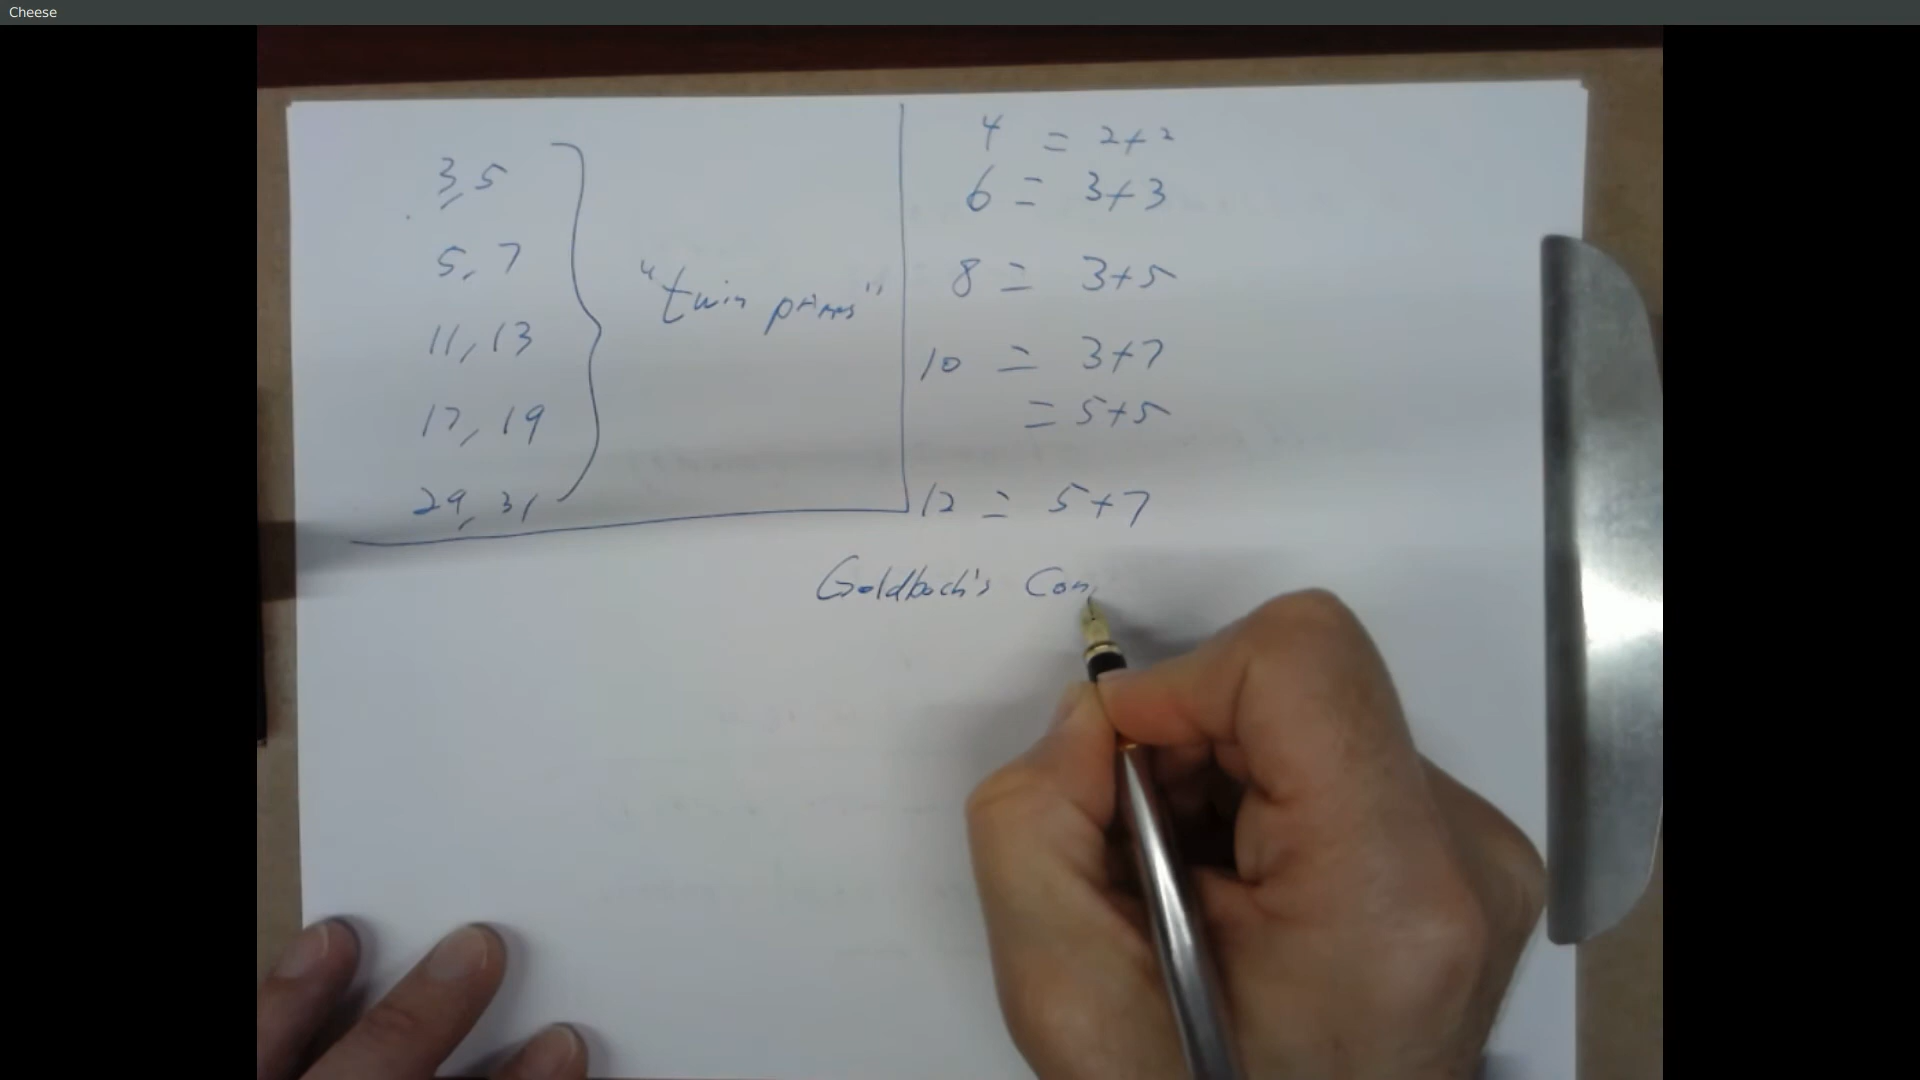 Cheese
3, 5
5, 7
11, 13
17, 19
29, 31
"twin primes"
4 = 2+2
6 = 3+3
8 = 3+5
10 = 3+7
= 5+5
12 = 5+7
Goldbach's Con